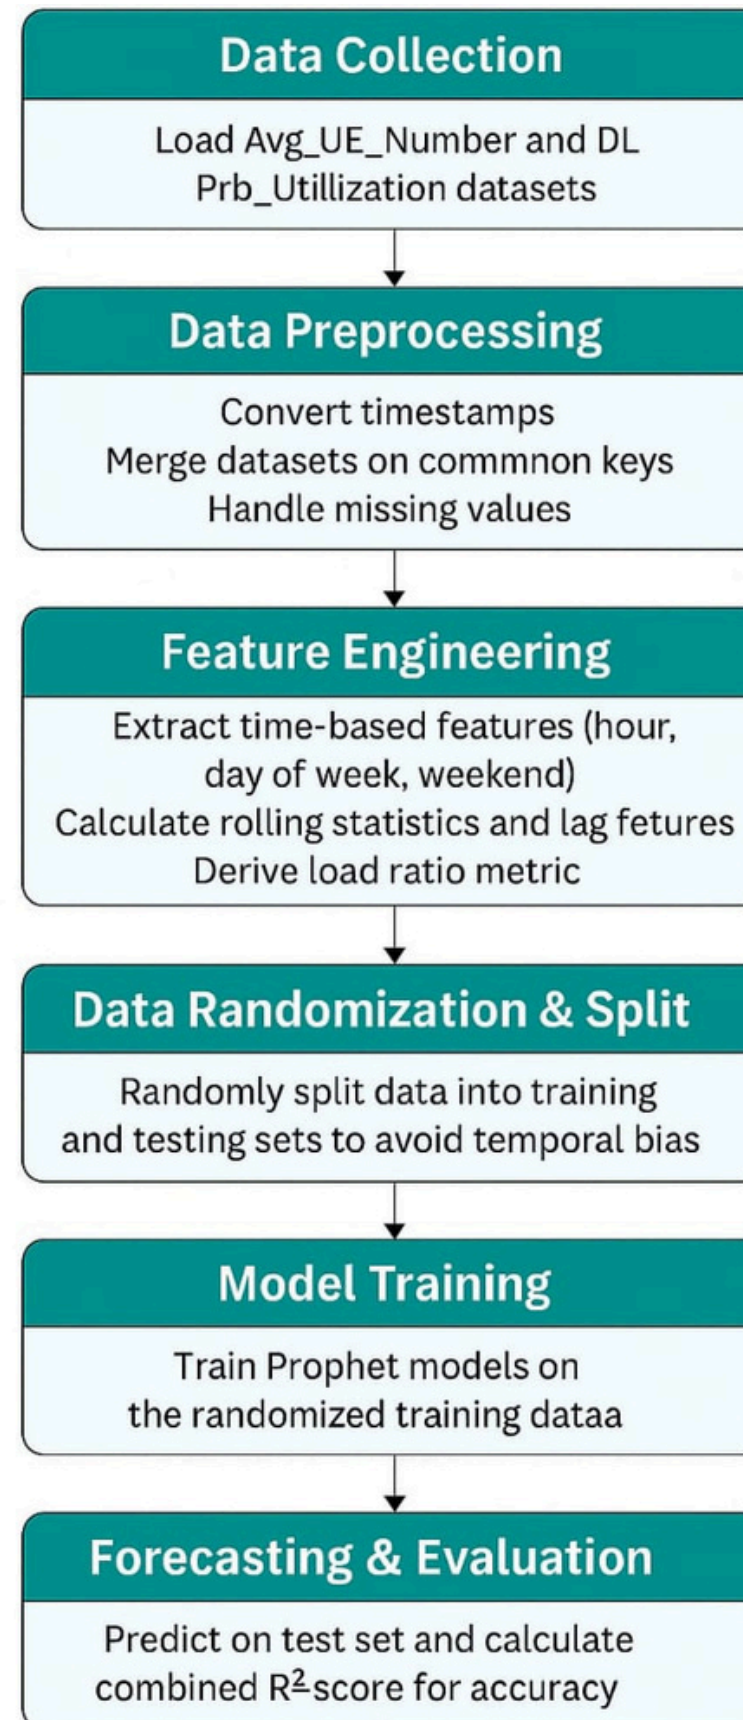 Data Collection
Load Avg_UE_Number and DL
Prb_Utillization datasets
Data Preprocessing
Convert timestamps
Merge datasets on commmnon keys
Handle missing values
Feature Engineering
Extract time-based features (hour,
day of week, weekend)
Calculate rolling statistics and lag fetures
Derive load ratio metric
Data Randomization & Split
Randomly split data into training
and testing sets to avoid temporal bias
Model Training
Train Prophet models on
the randomized training dataa
Forecasting & Evaluation
Predict on test set and calculate
combined R² score for accuracy